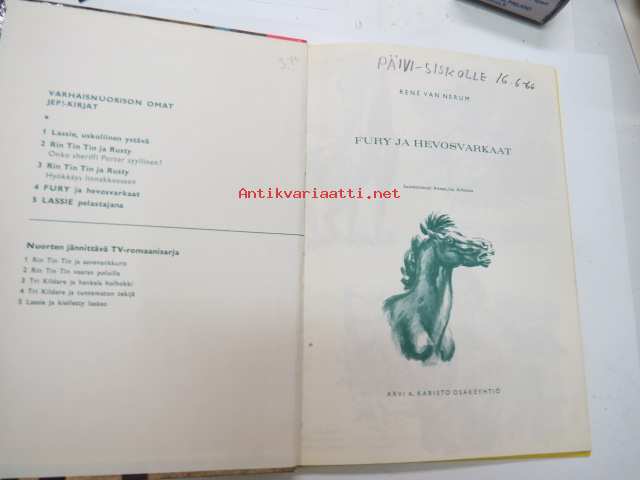 3.90
VARHAISNUORISON OMAT
JEPI-KIRJAT
1 Lassie, uskollinen ystävä
2 Rin Tin Tin ja Rusty
Onko sheriffi Porter syyllinen?
3 Rin Tin Tin ja Rusty
Hyökkäys linnakkeeseen
4 FURY ja hevosvarkaat
5 LASSIE pelastajana
Nuorten jännittävä TV-romaanisarja
1 Rin Tin Tin ja aarrevankkurit
2 Rin Tin Tin vaaran poluilla
3 Tri Kildare ja henkselä
4 Tri Kildare ja tuntematon tekijä
5 Lassie ja kielletty laakso
PÄIVI-SISKOLLE 16.6-66
RENÉ VAN NERUM
FURY JA HEVOSVARKAAT
Antikvariaatti.net
ARVI A. KARISTO OSAKEYHTIÖ